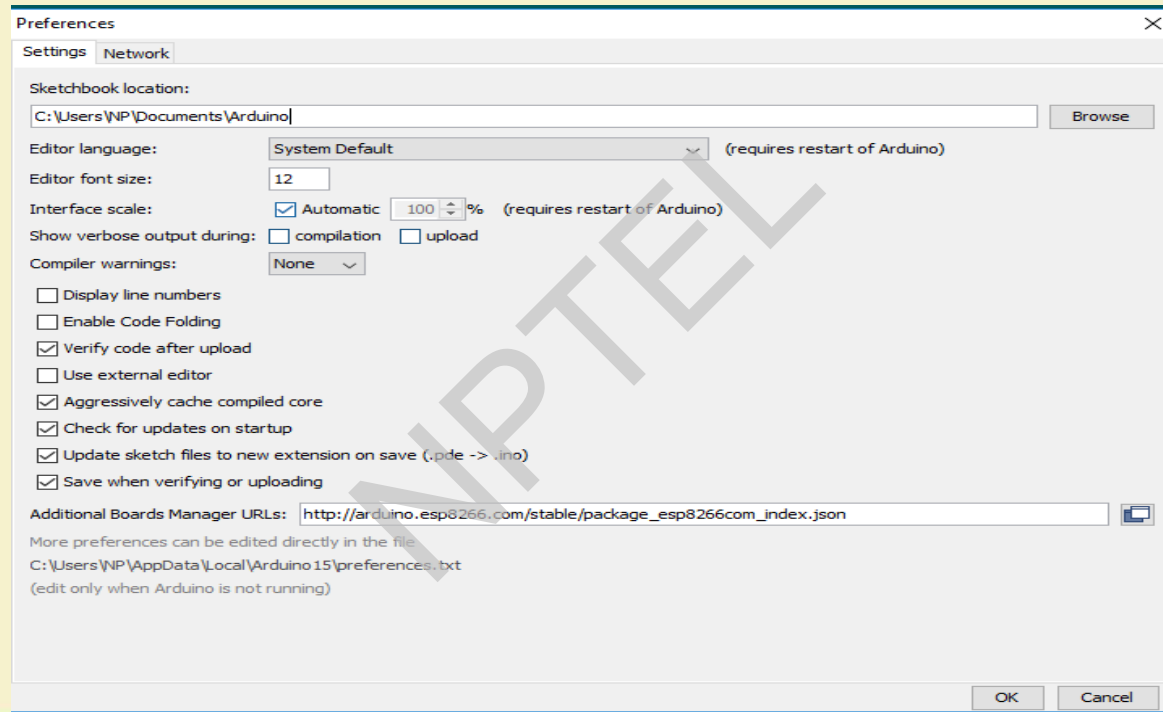 Preferences
Settings Network
Sketchbook location:
C:\Users\NP\Documents\Arduino Browse
Editor language: System Default (requires restart of Arduino)
Editor font size: 12
Interface scale: Automatic 100 % (requires restart of Arduino)
Show verbose output during: compilation upload
Compiler warnings: None
Display line numbers
Enable Code Folding
Verify code after upload
Use external editor
Aggressively cache compiled core
Check for updates on startup
Update sketch files to new extension on save (.pde -> .ino)
Save when verifying or uploading
Additional Boards Manager URLs: http://arduino.esp8266.com/stable/package_esp8266com_index.json
More preferences can be edited directly in the file
C:\Users\NP\AppData\Local\Arduino15\preferences.txt
(edit only when Arduino is not running)
OK Cancel
NPTEL